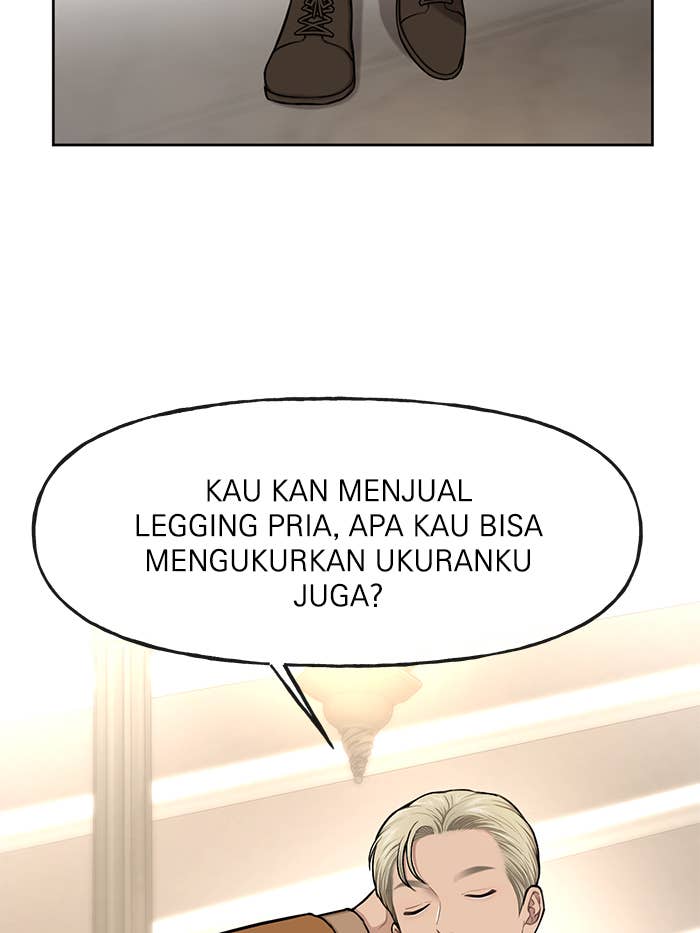 KAU KAN MENJUAL
LEGGING PRIA, APA KAU BISA
MENGUKURKAN UKURANKU
JUGA?